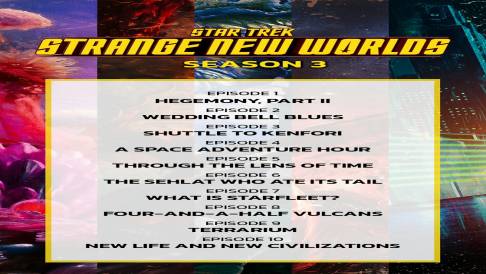 STAR TREK
STRANGE NEW WORLDS
SEASON 3
EPISODE 1
HEGEMONY, PART II
EPISODE 2
WEDDING BELL BLUES
EPISODE 3
SHUTTLE TO KENFORI
EPISODE 4
A SPACE ADVENTURE HOUR
EPISODE 5
THROUGH THE LENS OF TIME
EPISODE 6
THE SEHLAT WHO ATE ITS TAIL
EPISODE 7
WHAT IS STARFLEET?
EPISODE 8
FOUR-AND-A-HALF VULCANS
EPISODE 9
TERRARIUM
EPISODE 10
NEW LIFE AND NEW CIVILIZATIONS